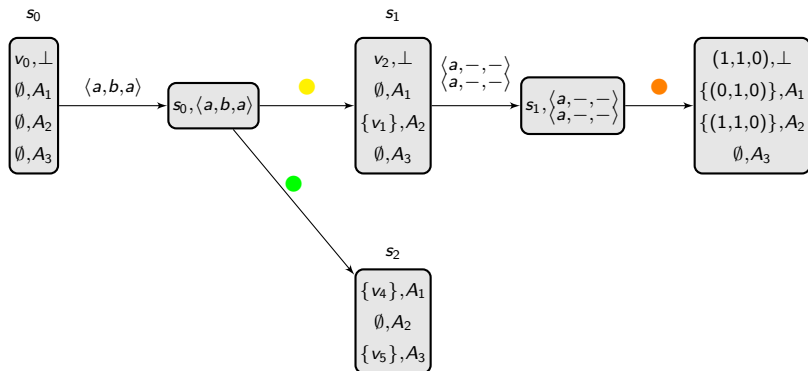 s₀
v₀,⊥
∅,A₁
∅,A₂
∅,A₃
⟨a,b,a⟩
s₀,⟨a,b,a⟩
s₁
v₂,⊥
∅,A₁
{v₁},A₂
∅,A₃
⟨a,−,−⟩
⟨a,−,−⟩
s₁,⟨a,−,−⟩
⟨a,−,−⟩
(1,1,0),⊥
{(0,1,0)},A₁
{(1,1,0)},A₂
∅,A₃
s₂
{v₄},A₁
∅,A₂
{v₅},A₃